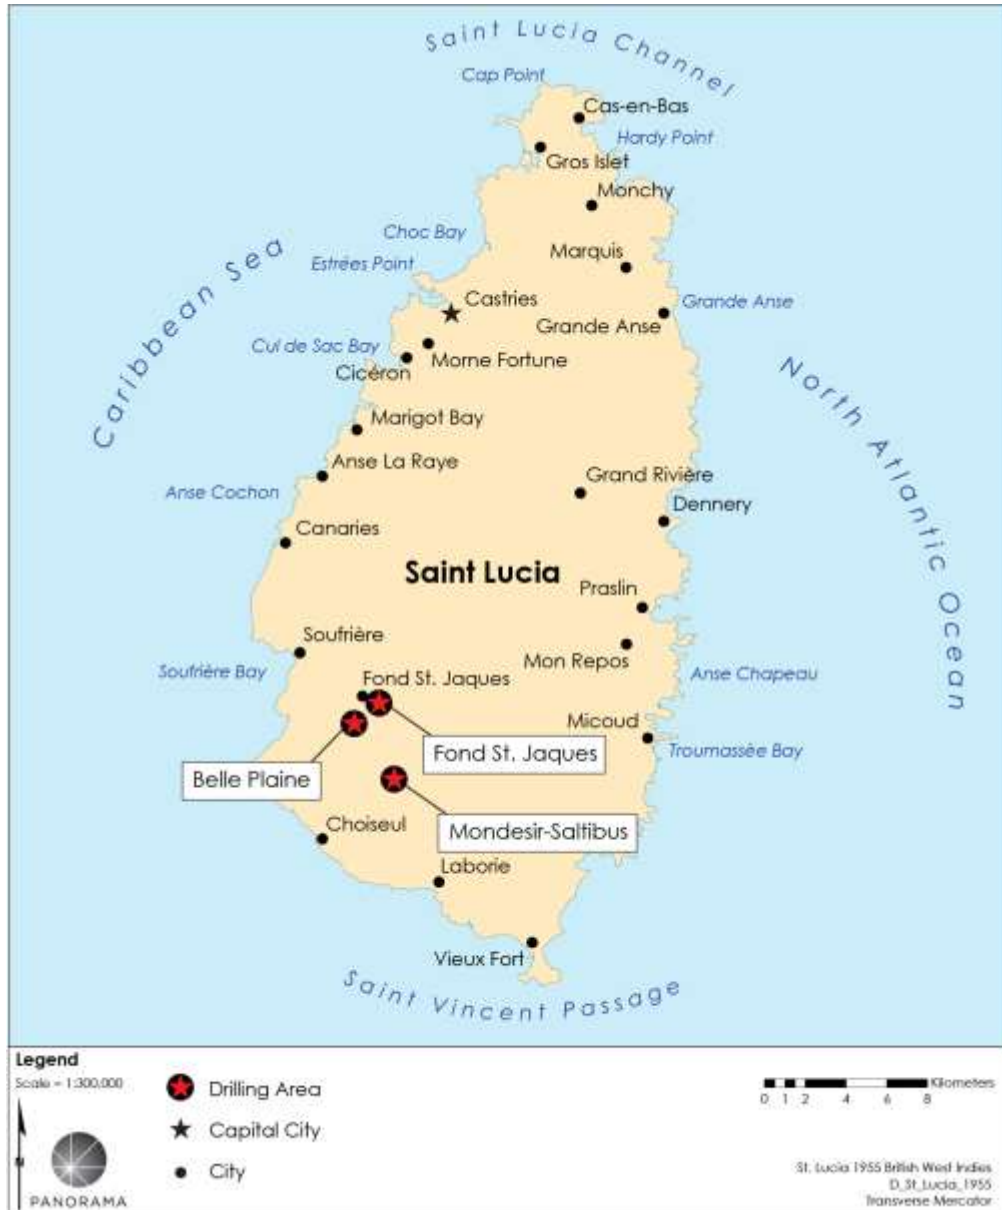 Saint Lucia Channel
Cap Point
Cas-en-Bas
Hardy Point
Gros Islet
Monchy
Choc Bay
Marquis
Estrées Point
Caribbean Sea
Castries
Grande Anse
Grande Anse
Cul de Sac Bay
Morne Fortune
Cicéron
North Atlantic Ocean
Marigot Bay
Anse La Raye
Grand Rivière
Anse Cochon
Dennery
Canaries
Saint Lucia
Praslin
Soufrière
Mon Repos
Soufrière Bay
Anse Chapeau
Fond St. Jaques
Micoud
Fond St. Jaques
Troumassèe Bay
Belle Plaine
Choiseul
Mondesir-Saltibus
Laborie
Vieux Fort
Saint Vincent Passage
Legend
Scale = 1:300,000
Drilling Area
Kilometers
0 1 2 4 6 8
Capital City
N
City
PANORAMA
St. Lucia 1955 British West Indies
D_St_Lucia_1955
Transverse Mercator